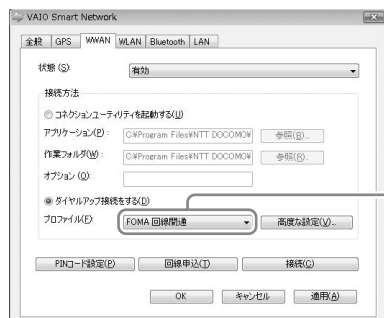 VAIO Smart Network
全般 GPS WWAN WLAN Bluetooth LAN
状態 (S): 有効
接続方法
コネクションユーティリティを起動する(U)
アプリケーション(P): C:¥Program Files¥NTT DOCOMO¥ 参照(B)...
作業フォルダ(W): C:¥Program Files¥NTT DOCOMO¥ 参照(R)...
オプション (O):
ダイヤルアップ接続をする(D)
プロファイル(F): FOMA 回線開通 高度な設定(V)...
PINコード設定(P) 回線申込(T) 接続(C)
OK キャンセル 適用(A)